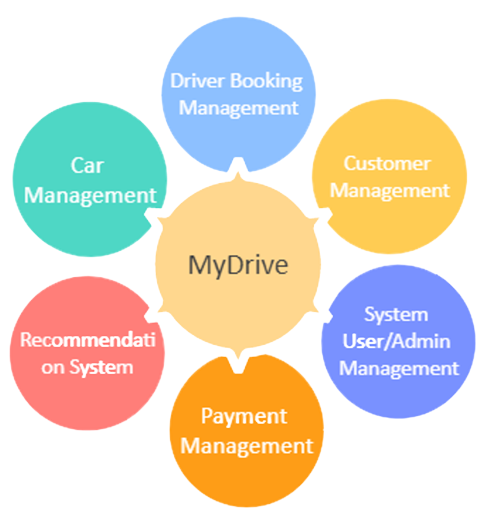 Driver Booking
Management
Car
Management
Customer
Management
MyDrive
Recommendati
on System
System
User/Admin
Management
Payment
Management